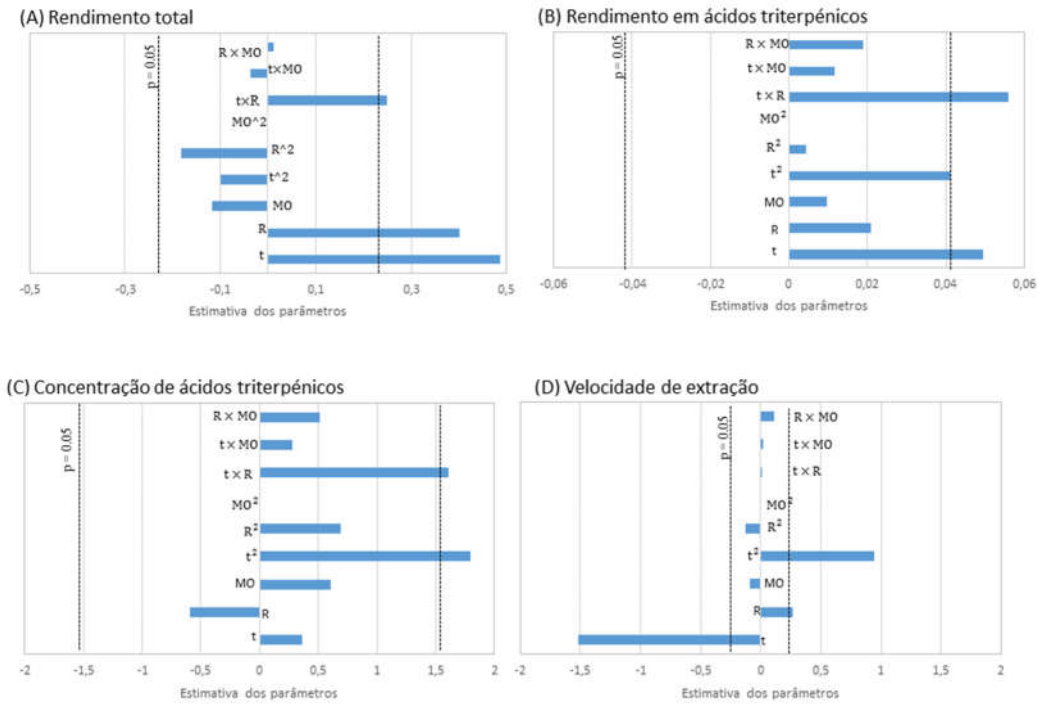 (A) Rendimento total
p = 0.05
R × MO
t×MO
t×R
MO^2
R^2
t^2
MO
R
t
-0,5
-0,3
-0,1
0,1
0,3
0,5
Estimativa dos parâmetros
(B) Rendimento em ácidos triterpénicos
p = 0.05
R × MO
t × MO
t × R
MO²
R²
t²
MO
R
t
-0,06
-0,04
-0,02
0
0,02
0,04
0,06
Estimativa dos parâmetros
(C) Concentração de ácidos triterpénicos
p = 0.05
R × MO
t × MO
t × R
MO²
R²
t²
MO
R
t
-2
-1,5
-1
-0,5
0
0,5
1
1,5
2
Estimativa dos parâmetros
(D) Velocidade de extração
p = 0.05
R × MO
t × MO
t × R
MO²
R²
t²
MO
R
t
-2
-1,5
-1
-0,5
0
0,5
1
1,5
2
Estimativa dos parâmetros